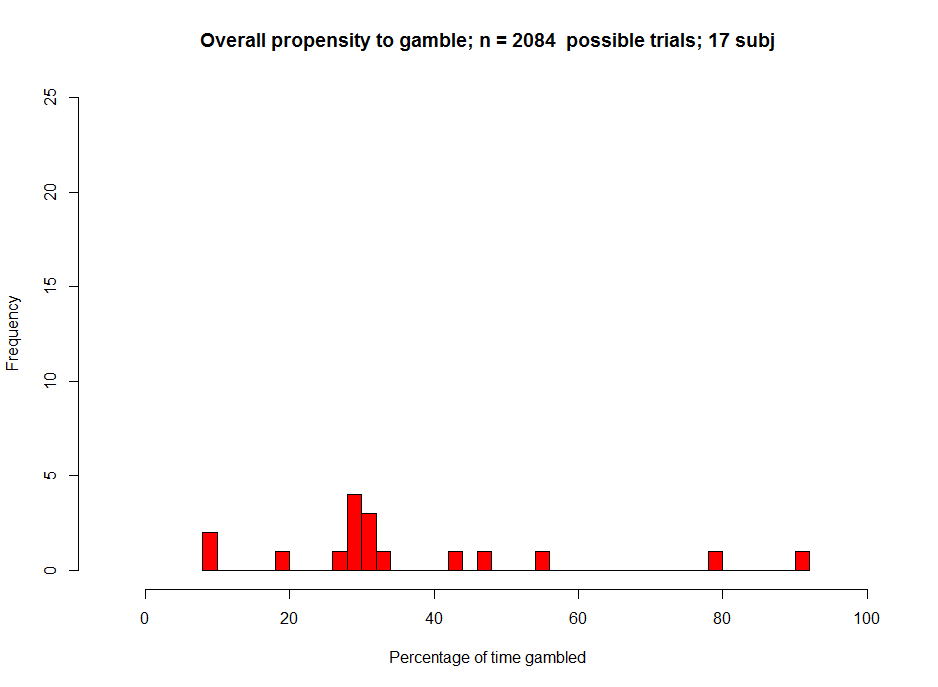 Overall propensity to gamble; n = 2084  possible trials; 17 subj
25
20
15
10
5
0
Frequency
0 20 40 60 80 100
Percentage of time gambled